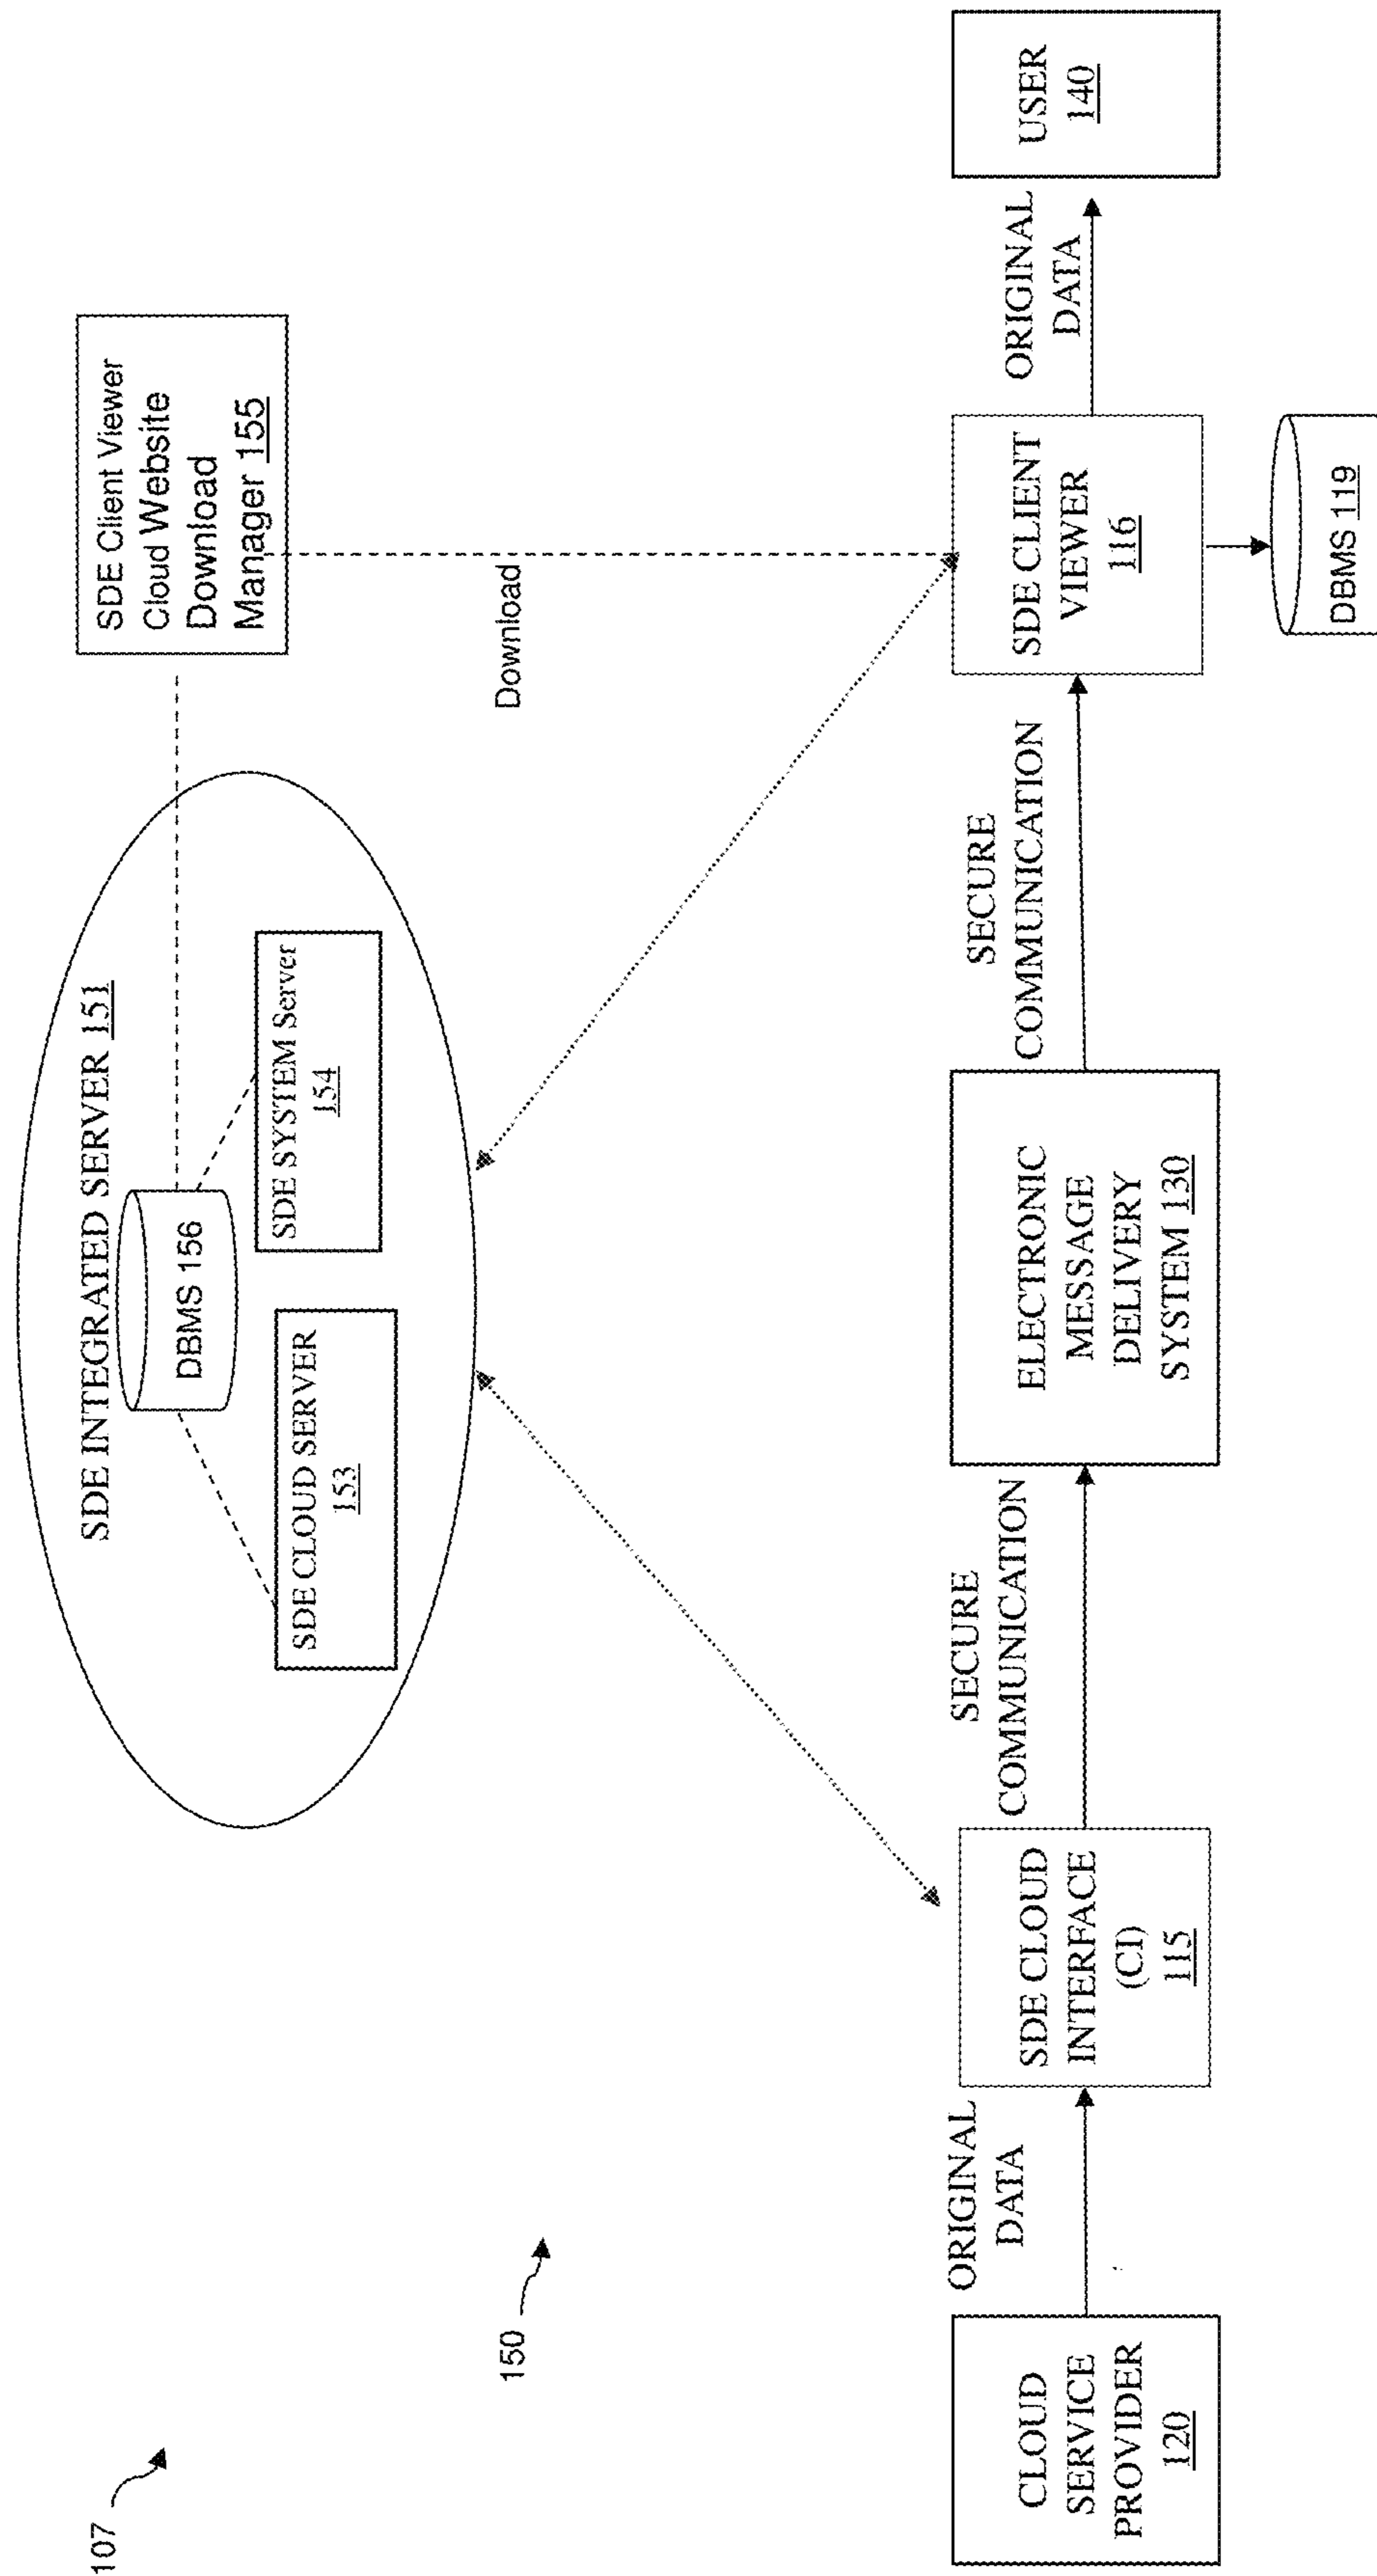 107
150
SDE INTEGRATED SERVER 151
DBMS 156
SDE CLOUD SERVER
153
SDE SYSTEM Server
154
SDE Client Viewer
Cloud Website
Download
Manager 155
Download
CLOUD
SERVICE
PROVIDER
120
ORIGINAL
DATA
SDE CLOUD
INTERFACE
(CI)
115
SECURE
COMMUNICATION
ELECTRONIC
MESSAGE
DELIVERY
SYSTEM 130
SECURE
COMMUNICATION
SDE CLIENT
VIEWER
116
DBMS 119
ORIGINAL
DATA
USER
140